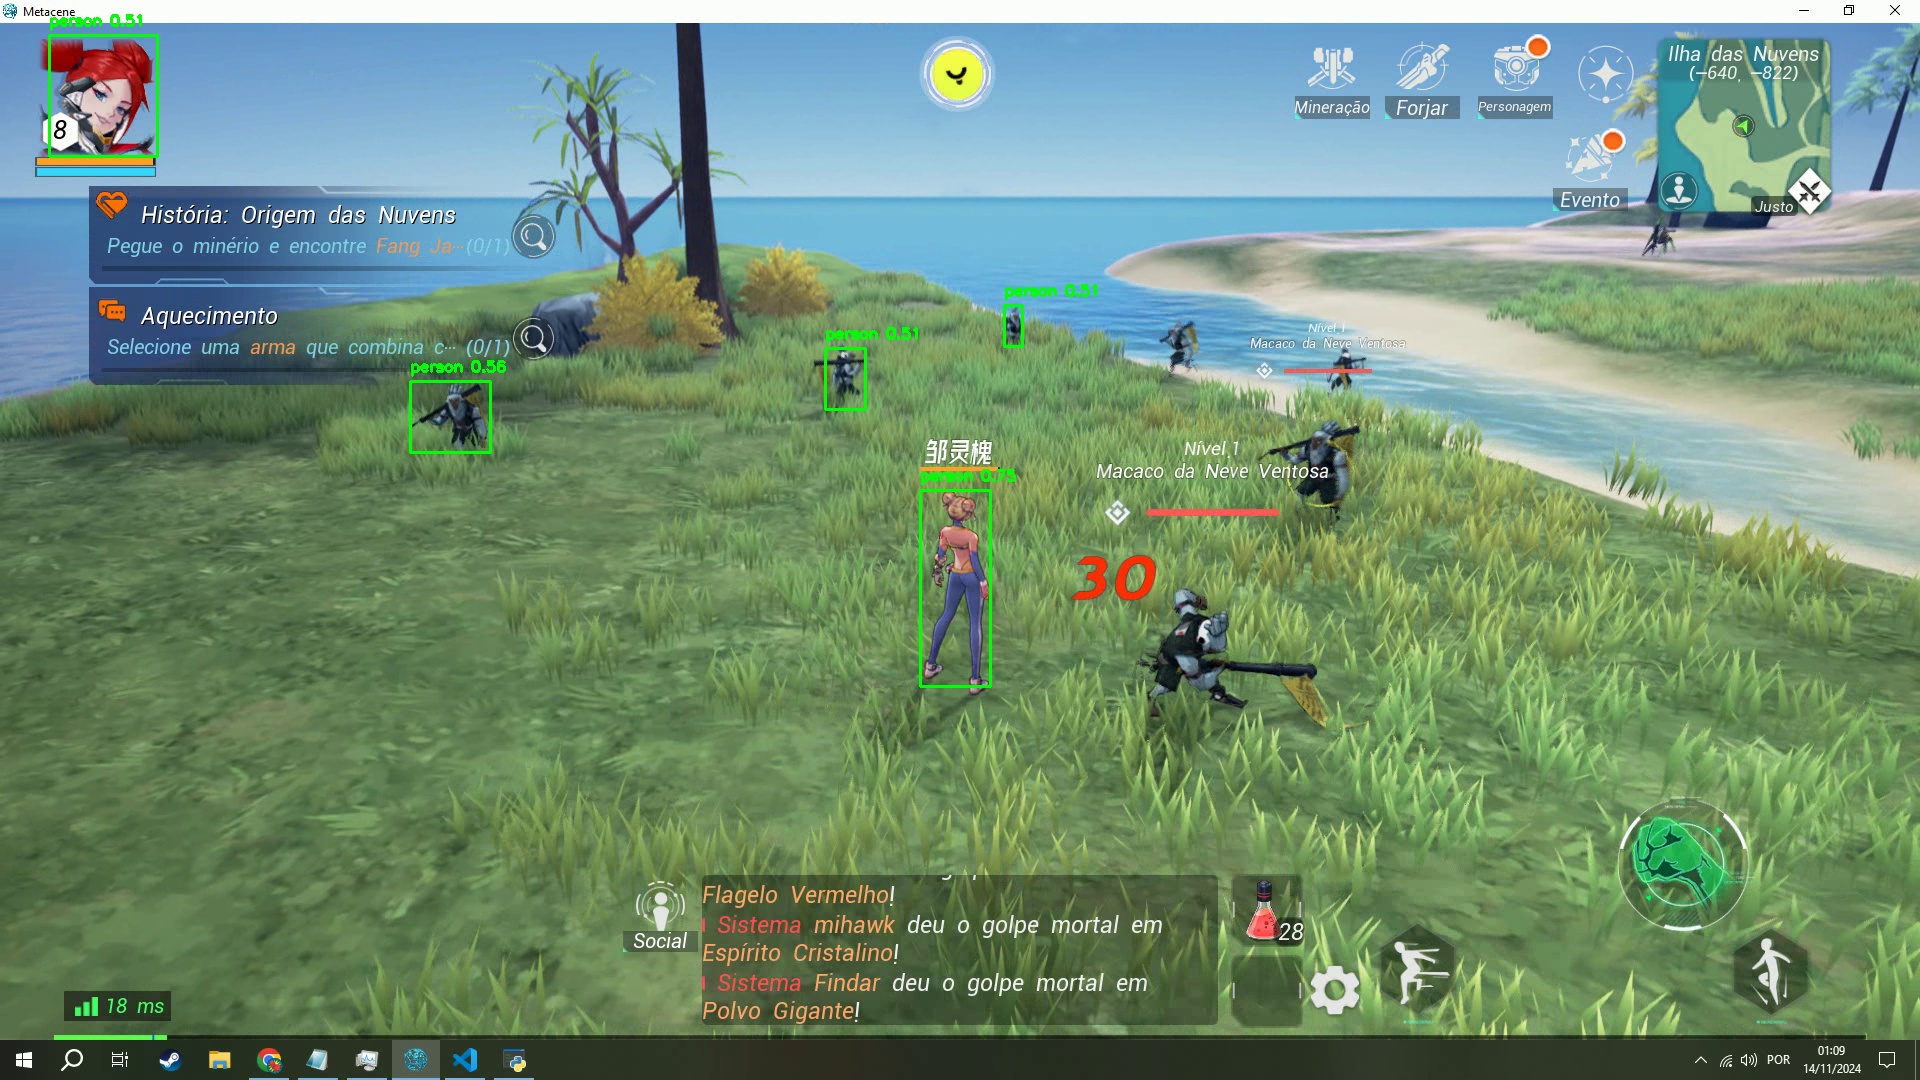 Metacene
person 0.51
8
História: Origem das Nuvens
Pegue o minério e encontre Fang Ja··· (0/1)
Aquecimento
Selecione uma arma que combina c··· (0/1)
person 0.56
person 0.51
person 0.51
Mineração
Forjar
Personagem
Evento
Ilha das Nuvens
(−640, −822)
Justo
Nível 1
Macaco da Neve Ventosa
邹灵槐
person 0.75
Nível 1
Macaco da Neve Ventosa
30
Social
Flagelo Vermelho!
Sistema mihawk deu o golpe mortal em
Espírito Cristalino!
Sistema Findar deu o golpe mortal em
Polvo Gigante!
28
18 ms
POR
01:09
14/11/2024